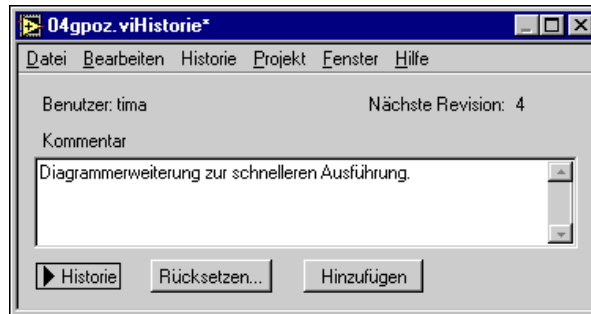 04gpoz.viHistorie*
Datei Bearbeiten Historie Projekt Fenster Hilfe
Benutzer: tima Nächste Revision: 4
Kommentar
Diagrammerweiterung zur schnelleren Ausführung.
Historie Rücksetzen... Hinzufügen